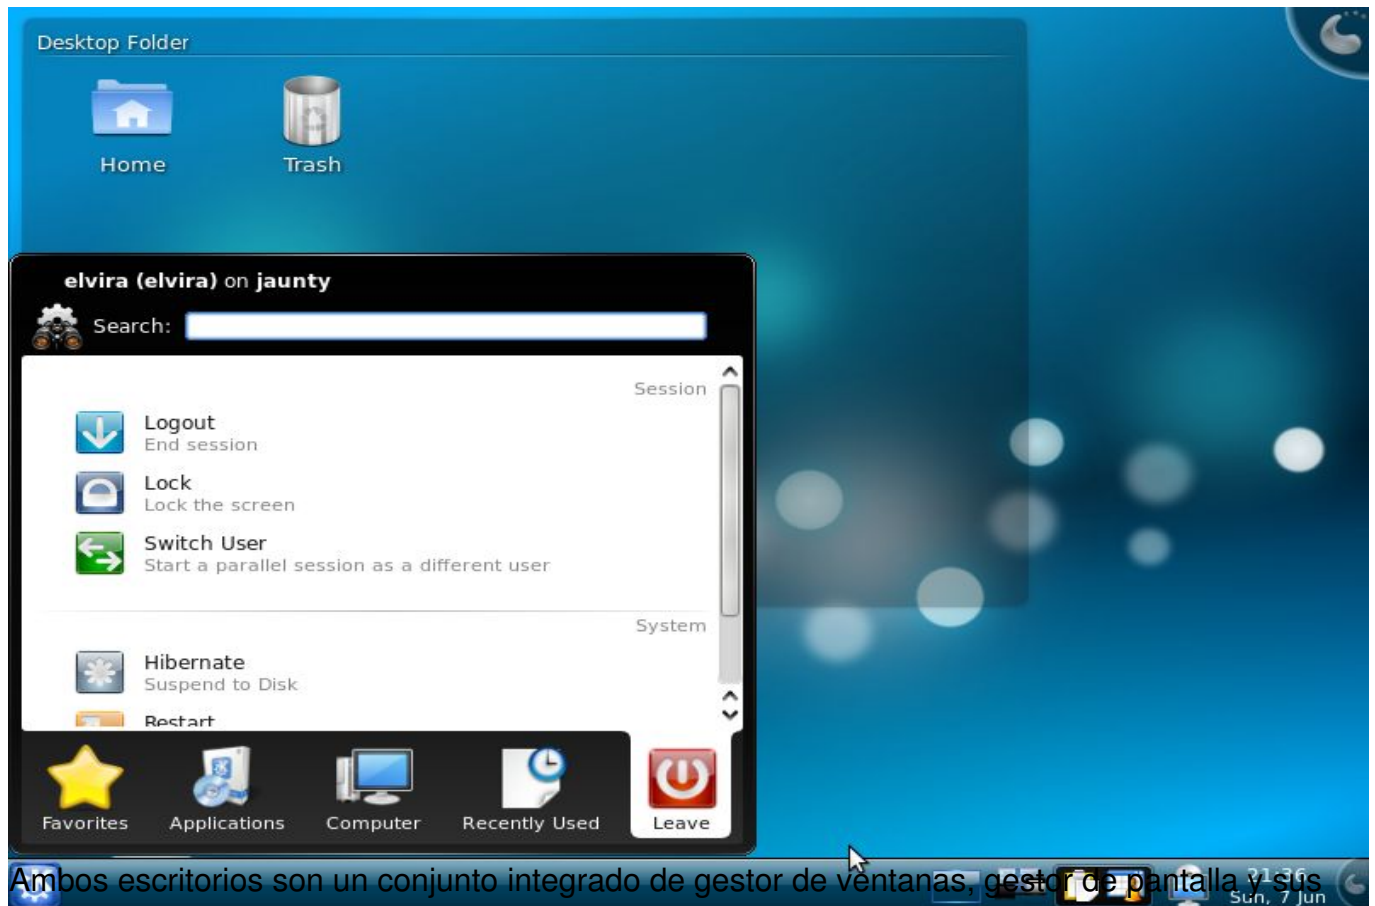 Desktop Folder
Home
Trash
elvira (elvira) on jaunty
Search:
Session
Logout
End session
Lock
Lock the screen
Switch User
Start a parallel session as a different user
System
Hibernate
Suspend to Disk
Restart
Favorites
Applications
Computer
Recently Used
Leave
Ambos escritorios son un conjunto integrado de gestor de ventanas, gestor de pantalla y sus
21:36
Sun, 7 Jun